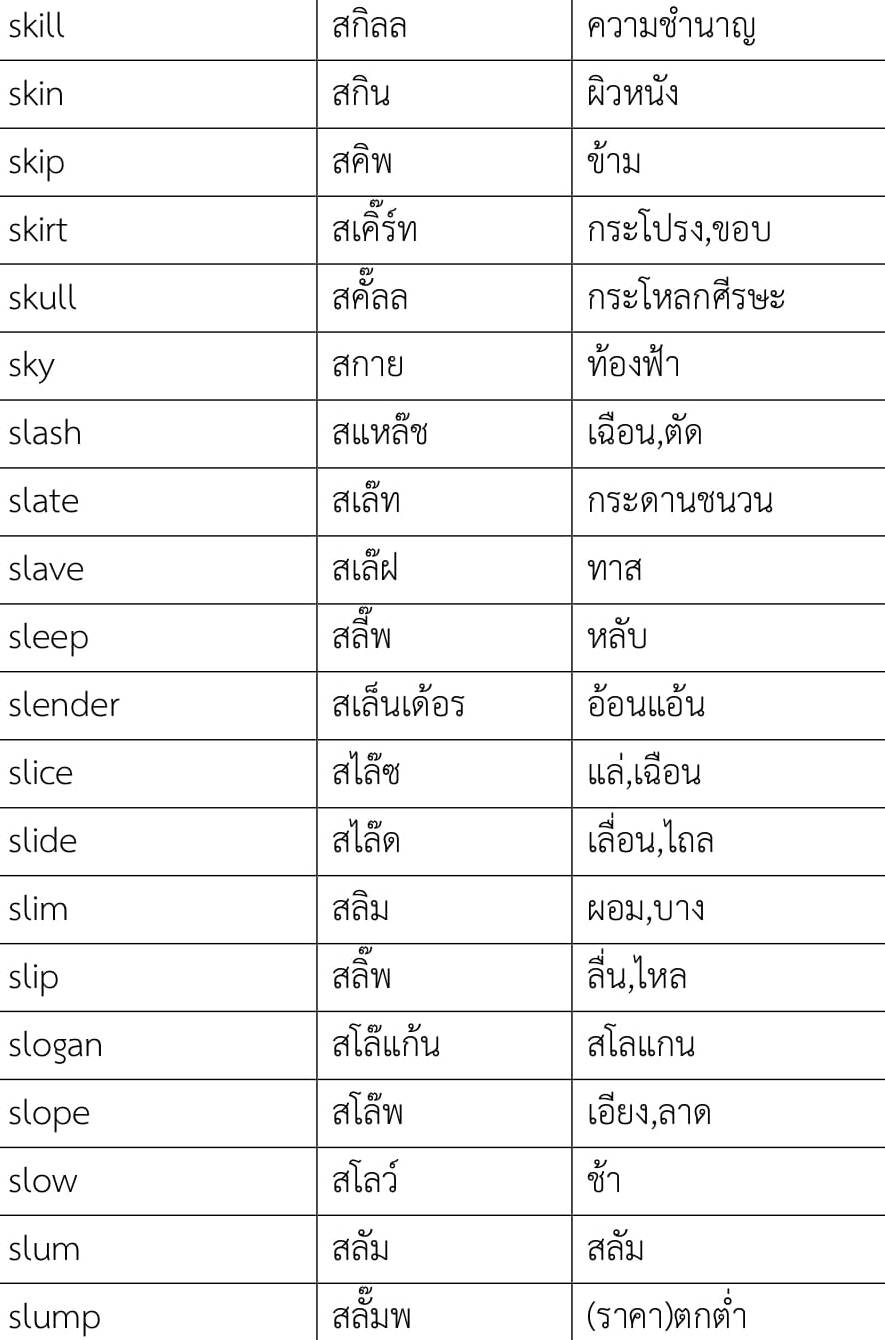 skill สกิลล ความชำนาญ
skin สกิน ผิวหนัง
skip สคิพ ข้าม
skirt สเคิ๊ร์ท กระโปรง,ขอบ
skull สคั๊ลล กระโหลกศีรษะ
sky สกาย ท้องฟ้า
slash สแหล๊ช เฉือน,ตัด
slate สเล๊ท กระดานชนวน
slave สเล๊ฝ ทาส
sleep สลี๊พ หลับ
slender สเล็นเด้อร อ้อนแอ้น
slice สไล๊ซ แล่,เฉือน
slide สไล๊ด เลื่อน,ไถล
slim สลิม ผอม,บาง
slip สลิ๊พ ลื่น,ไหล
slogan สโล๊แก้น สโลแกน
slope สโล๊พ เอียง,ลาด
slow สโลว์ ช้า
slum สลัม สลัม
slump สลั๊มพ (ราคา)ตกต่ำ